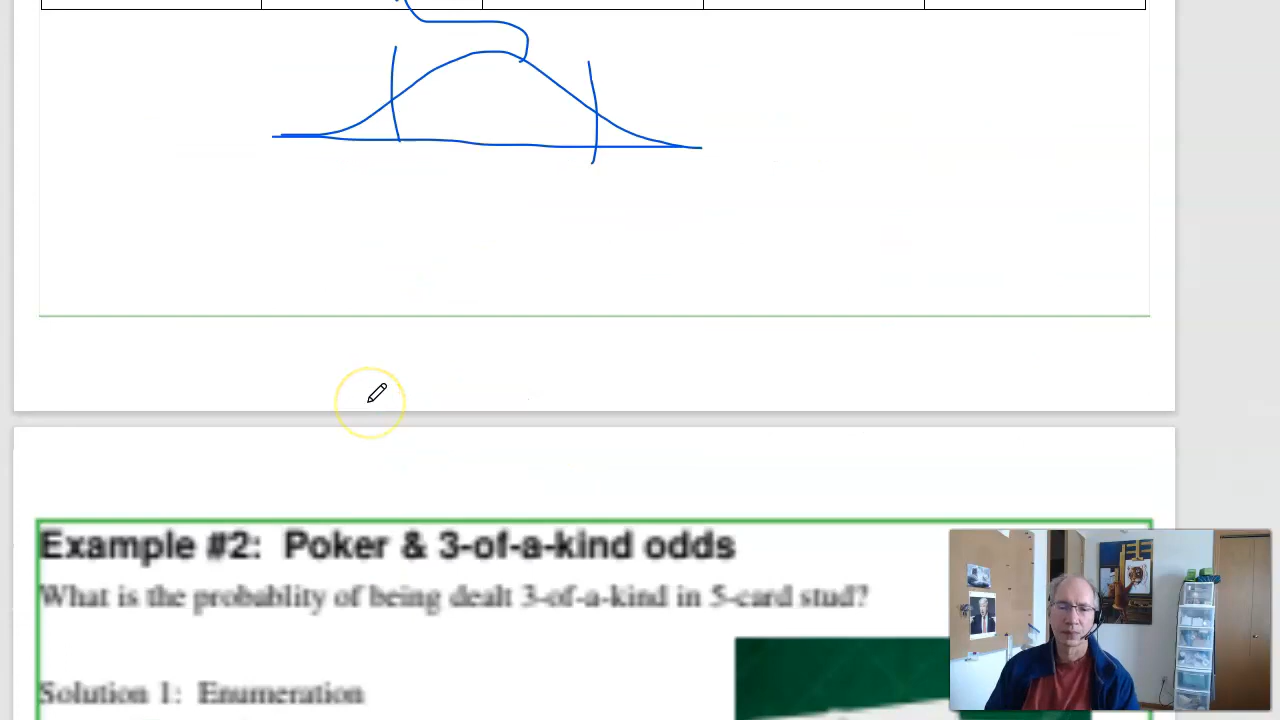 Example #2: Poker & 3-of-a-kind odds
What is the probablity of being dealt 3-of-a-kind in 5-card stud?
Solution 1: Enumeration